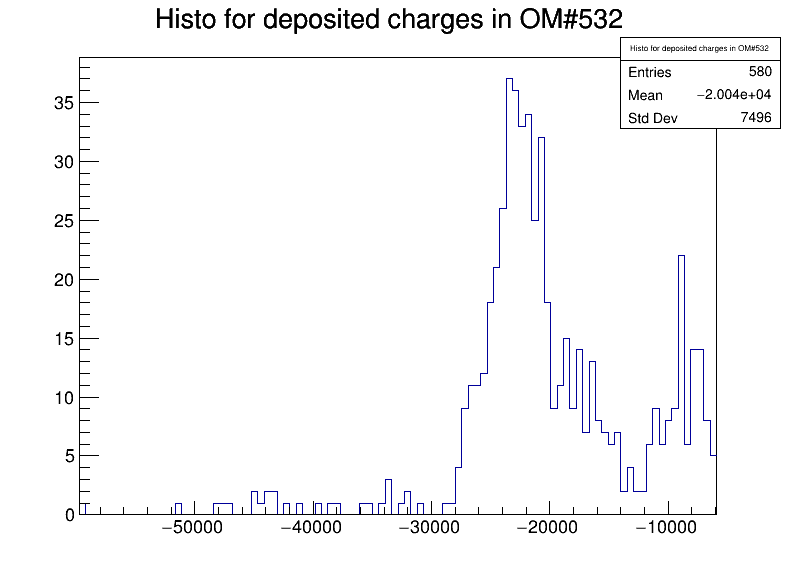 Histo for deposited charges in OM#532
Histo for deposited charges in OM#532
Entries 580
Mean −2.004e+04
Std Dev 7496
35
30
25
20
15
10
5
0
−50000 −40000 −30000 −20000 −10000